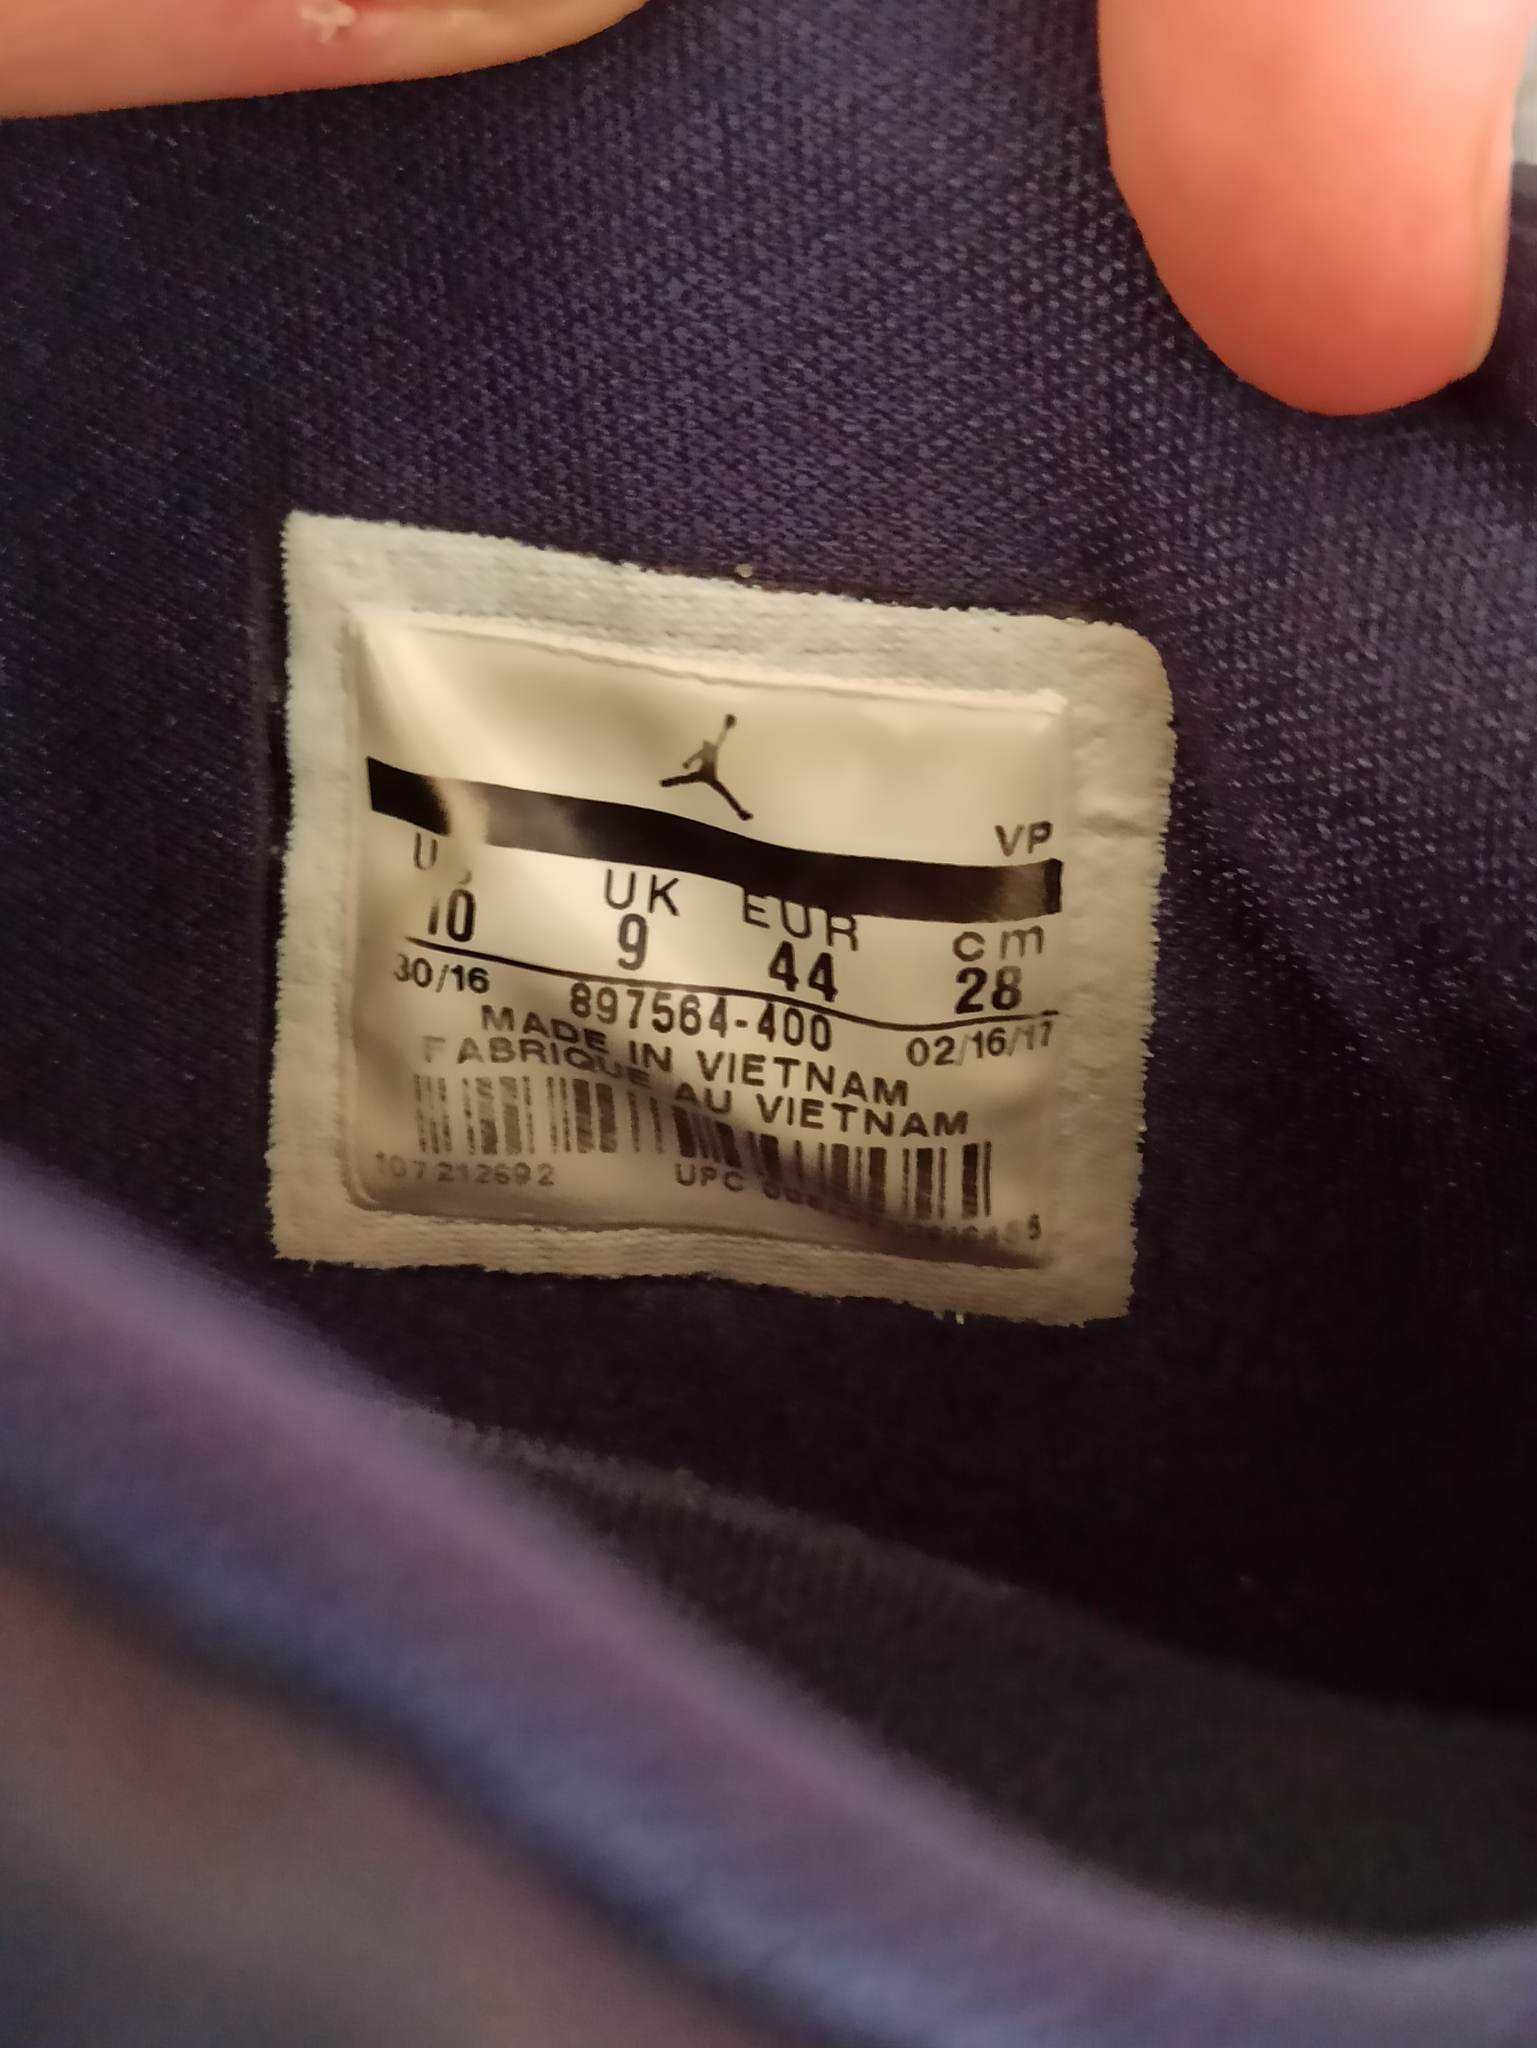 VP
UK EUR cm
10 9 44 28
30/16 897564-400 02/16/17
MADE IN VIETNAM
FABRIQUE AU VIETNAM
107212692 UPC